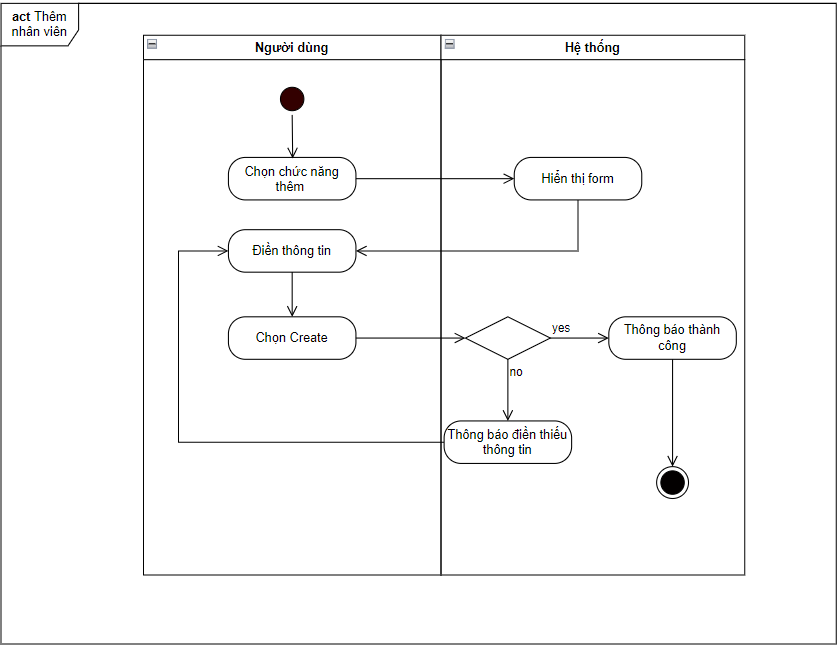 act Thêm
nhân viên
Người dùng
Hệ thống
Chọn chức năng
thêm
Hiển thị form
Điền thông tin
Chọn Create
yes
Thông báo thành
công
no
Thông báo điền thiếu
thông tin